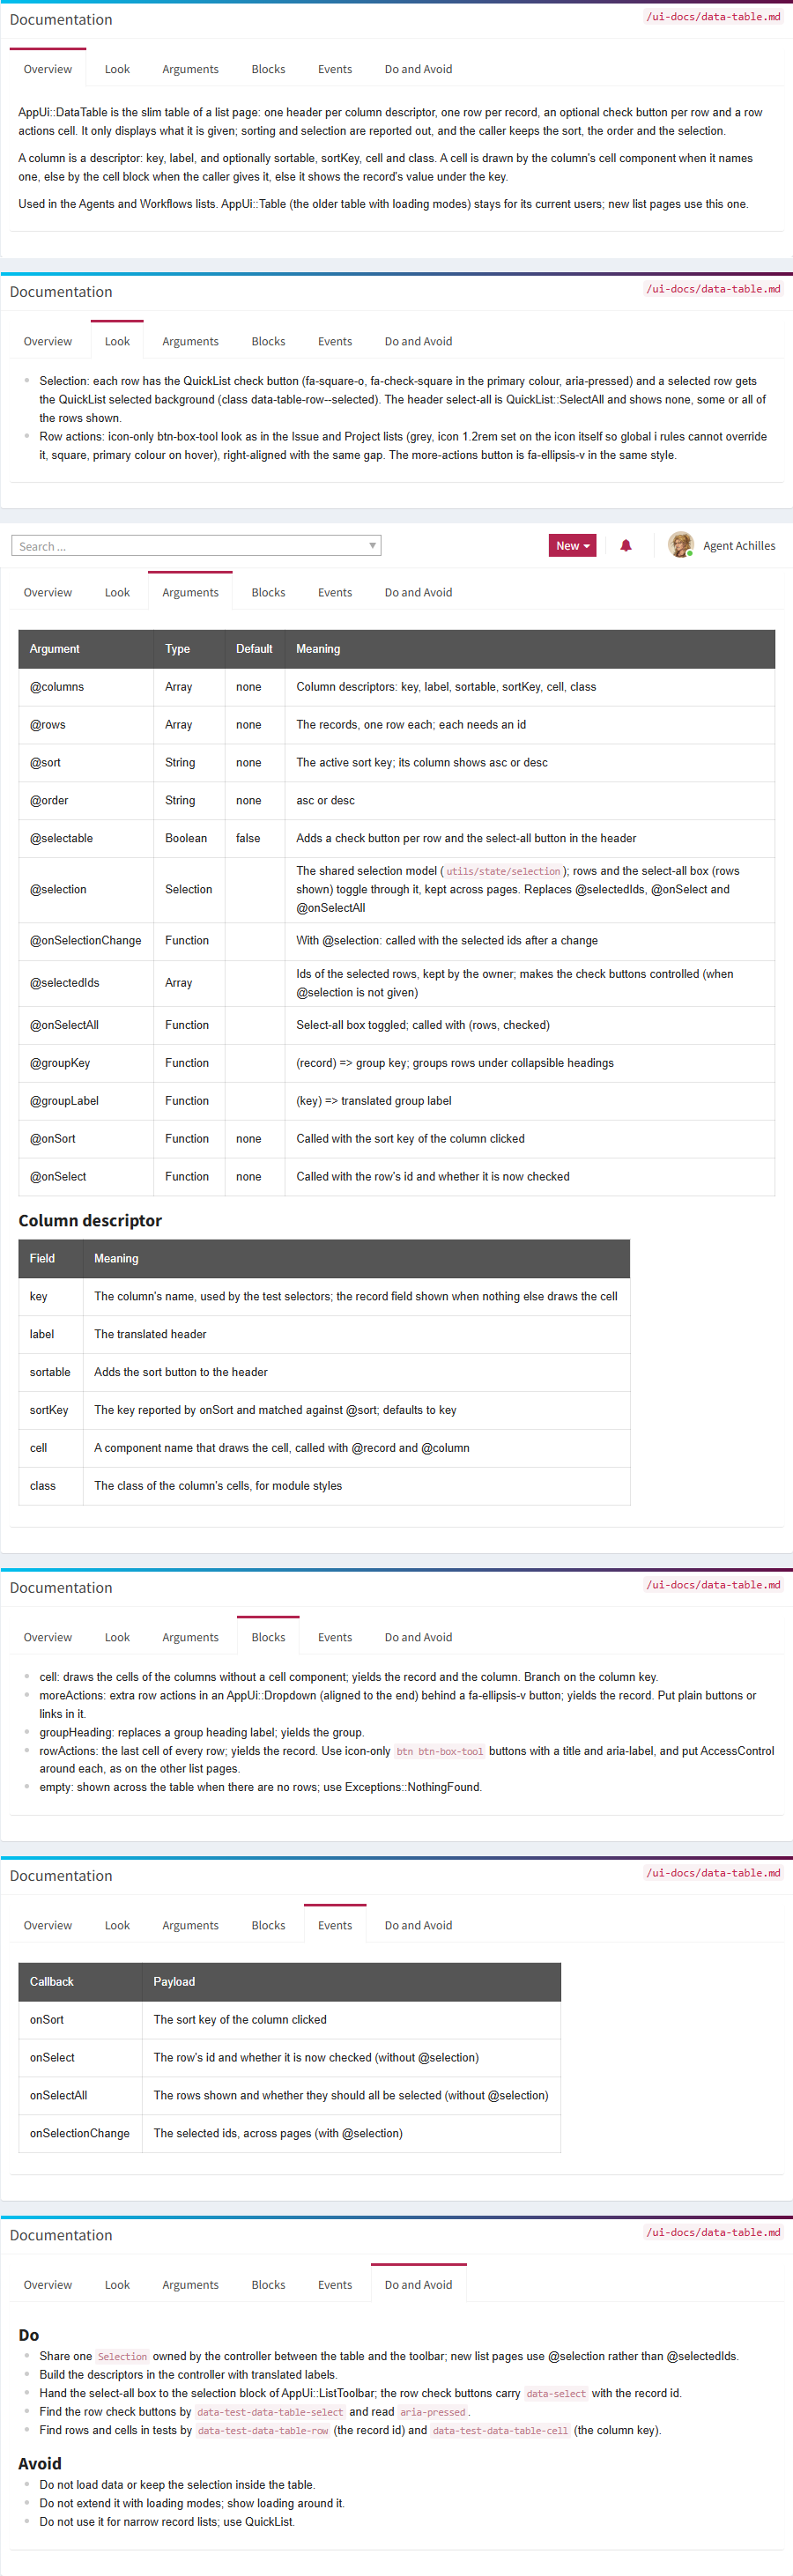 Documentation /ui-docs/data-table.md
Overview Look Arguments Blocks Events Do and Avoid
AppUi::DataTable is the slim table of a list page: one header per column descriptor, one row per record, an optional check button per row and a row
actions cell. It only displays what it is given; sorting and selection are reported out, and the caller keeps the sort, the order and the selection.
A column is a descriptor: key, label, and optionally sortable, sortKey, cell and class. A cell is drawn by the column's cell component when it names
one, else by the cell block when the caller gives it, else it shows the record's value under the key.
Used in the Agents and Workflows lists. AppUi::Table (the older table with loading modes) stays for its current users; new list pages use this one.
Documentation /ui-docs/data-table.md
Overview Look Arguments Blocks Events Do and Avoid
Selection: each row has the QuickList check button (fa-square-o, fa-check-square in the primary colour, aria-pressed) and a selected row gets
the QuickList selected background (class data-table-row--selected). The header select-all is QuickList::SelectAll and shows none, some or all of
the rows shown.
Row actions: icon-only btn-box-tool look as in the Issue and Project lists (grey, icon 1.2rem set on the icon itself so global i rules cannot override
it, square, primary colour on hover), right-aligned with the same gap. The more-actions button is fa-ellipsis-v in the same style.
Search ... New Agent Achilles
Overview Look Arguments Blocks Events Do and Avoid
Argument Type Default Meaning
@columns Array none Column descriptors: key, label, sortable, sortKey, cell, class
@rows Array none The records, one row each; each needs an id
@sort String none The active sort key; its column shows asc or desc
@order String none asc or desc
@selectable Boolean false Adds a check button per row and the select-all button in the header
@selection Selection The shared selection model (utils/state/selection); rows and the select-all box (rows
shown) toggle through it, kept across pages. Replaces @selectedIds, @onSelect and
@onSelectAll
@onSelectionChange Function With @selection: called with the selected ids after a change
@selectedIds Array Ids of the selected rows, kept by the owner; makes the check buttons controlled (when
@selection is not given)
@onSelectAll Function Select-all box toggled; called with (rows, checked)
@groupKey Function (record) => group key; groups rows under collapsible headings
@groupLabel Function (key) => translated group label
@onSort Function none Called with the sort key of the column clicked
@onSelect Function none Called with the row's id and whether it is now checked
Column descriptor
Field Meaning
key The column's name, used by the test selectors; the record field shown when nothing else draws the cell
label The translated header
sortable Adds the sort button to the header
sortKey The key reported by onSort and matched against @sort; defaults to key
cell A component name that draws the cell, called with @record and @column
class The class of the column's cells, for module styles
Documentation /ui-docs/data-table.md
Overview Look Arguments Blocks Events Do and Avoid
cell: draws the cells of the columns without a cell component; yields the record and the column. Branch on the column key.
moreActions: extra row actions in an AppUi::Dropdown (aligned to the end) behind a fa-ellipsis-v button; yields the record. Put plain buttons or
links in it.
groupHeading: replaces a group heading label; yields the group.
rowActions: the last cell of every row; yields the record. Use icon-only btn btn-box-tool buttons with a title and aria-label, and put AccessControl
around each, as on the other list pages.
empty: shown across the table when there are no rows; use Exceptions::NothingFound.
Documentation /ui-docs/data-table.md
Overview Look Arguments Blocks Events Do and Avoid
Callback Payload
onSort The sort key of the column clicked
onSelect The row's id and whether it is now checked (without @selection)
onSelectAll The rows shown and whether they should all be selected (without @selection)
onSelectionChange The selected ids, across pages (with @selection)
Documentation /ui-docs/data-table.md
Overview Look Arguments Blocks Events Do and Avoid
Do
Share one Selection owned by the controller between the table and the toolbar; new list pages use @selection rather than @selectedIds.
Build the descriptors in the controller with translated labels.
Hand the select-all box to the selection block of AppUi::ListToolbar; the row check buttons carry data-select with the record id.
Find the row check buttons by data-test-data-table-select and read aria-pressed.
Find rows and cells in tests by data-test-data-table-row (the record id) and data-test-data-table-cell (the column key).
Avoid
Do not load data or keep the selection inside the table.
Do not extend it with loading modes; show loading around it.
Do not use it for narrow record lists; use QuickList.